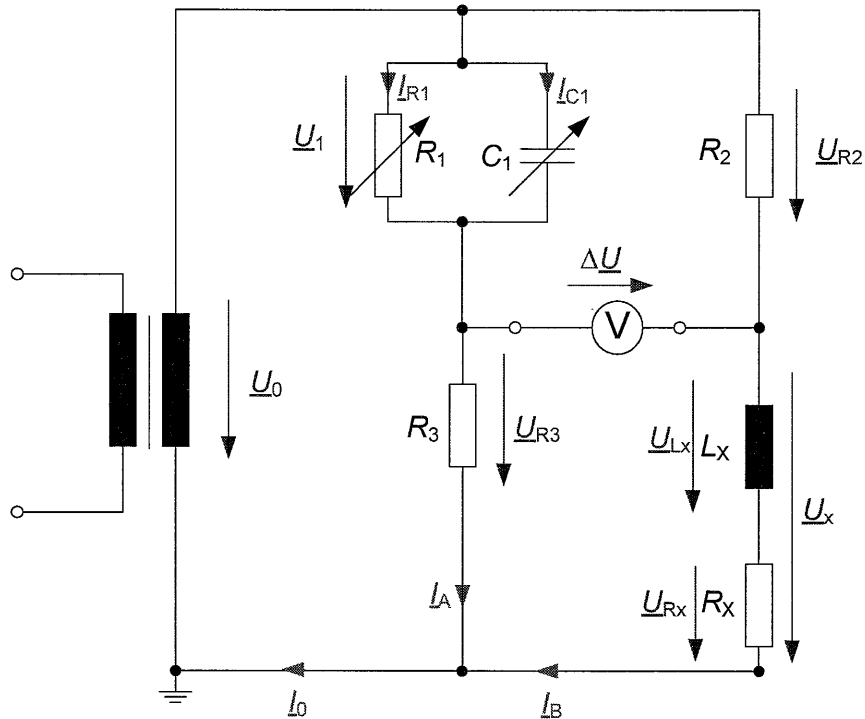 I_R1
I_C1
U_1
R_1
C_1
R_2
U_R2
ΔU
V
U_0
R_3
U_R3
U_Lx
L_X
U_x
I_A
U_Rx
R_X
I_0
I_B